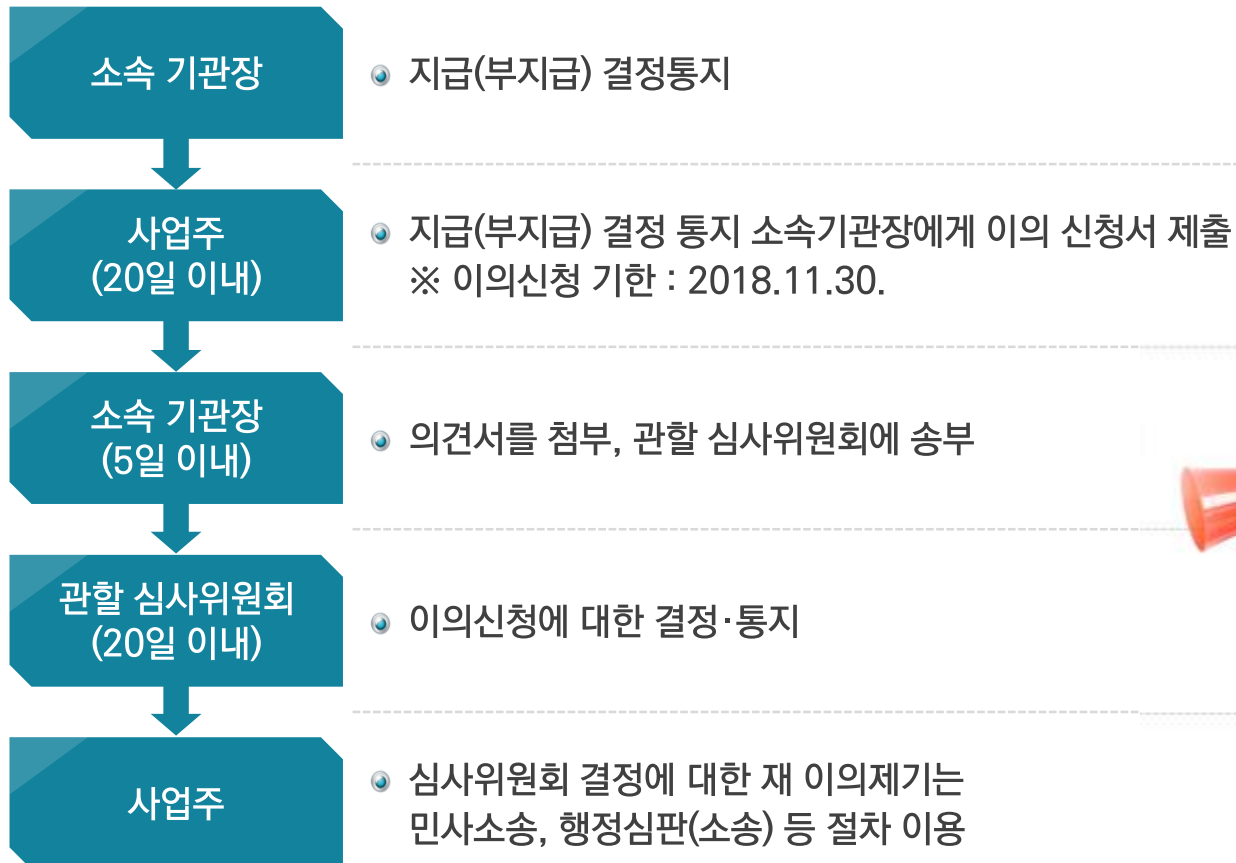 소속 기관장
지급(부지급) 결정통지
사업주
(20일 이내)
지급(부지급) 결정 통지 소속기관장에게 이의 신청서 제출
※ 이의신청 기한 : 2018.11.30.
소속 기관장
(5일 이내)
의견서를 첨부, 관할 심사위원회에 송부
관할 심사위원회
(20일 이내)
이의신청에 대한 결정·통지
사업주
심사위원회 결정에 대한 재 이의제기는
민사소송, 행정심판(소송) 등 절차 이용